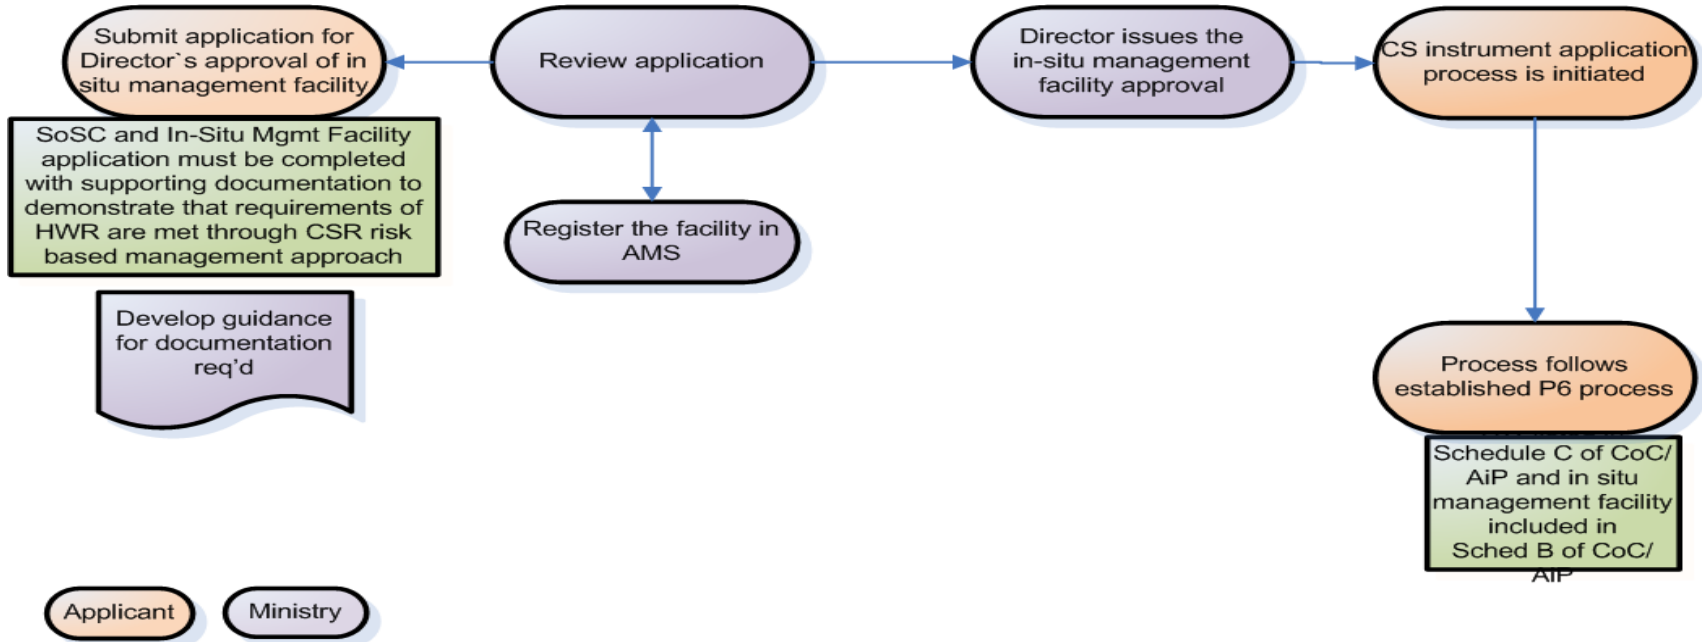 Submit application for
Director`s approval of in
situ management facility
SoSC and In-Situ Mgmt Facility
application must be completed
with supporting documentation to
demonstrate that requirements of
HWR are met through CSR risk
based management approach
Develop guidance
for documentation
req'd
Review application
Register the facility in
AMS
Director issues the
in-situ management
facility approval
CS instrument application
process is initiated
Process follows
established P6 process
Schedule C of CoC/
AiP and in situ
management facility
included in
Sched B of CoC/
AiP
Applicant
Ministry